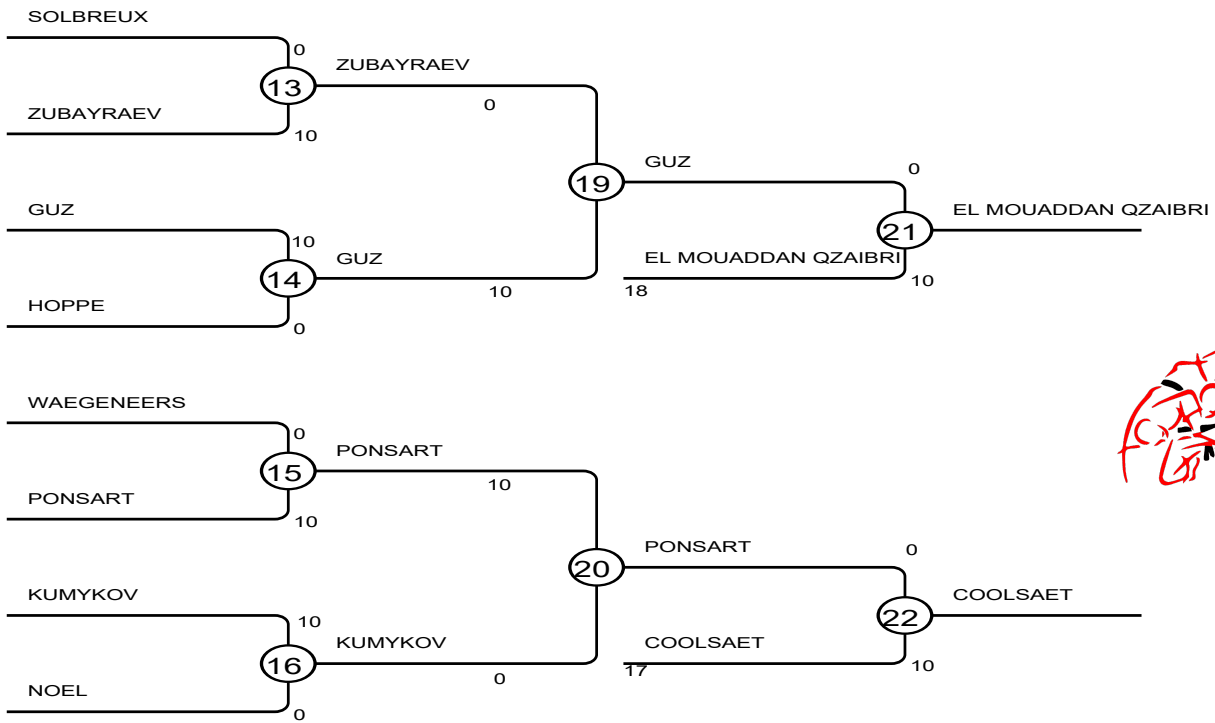 SOLBREUX
0
13
ZUBAYRAEV
0
ZUBAYRAEV
10
19
GUZ
0
GUZ
10
14
GUZ
10
HOPPE
0
EL MOUADDAN QZAIBRI
18
21
10
EL MOUADDAN QZAIBRI
WAEGENEERS
0
15
PONSART
10
PONSART
10
20
PONSART
0
KUMYKOV
10
16
KUMYKOV
0
NOEL
0
COOLSAET
17
22
10
COOLSAET